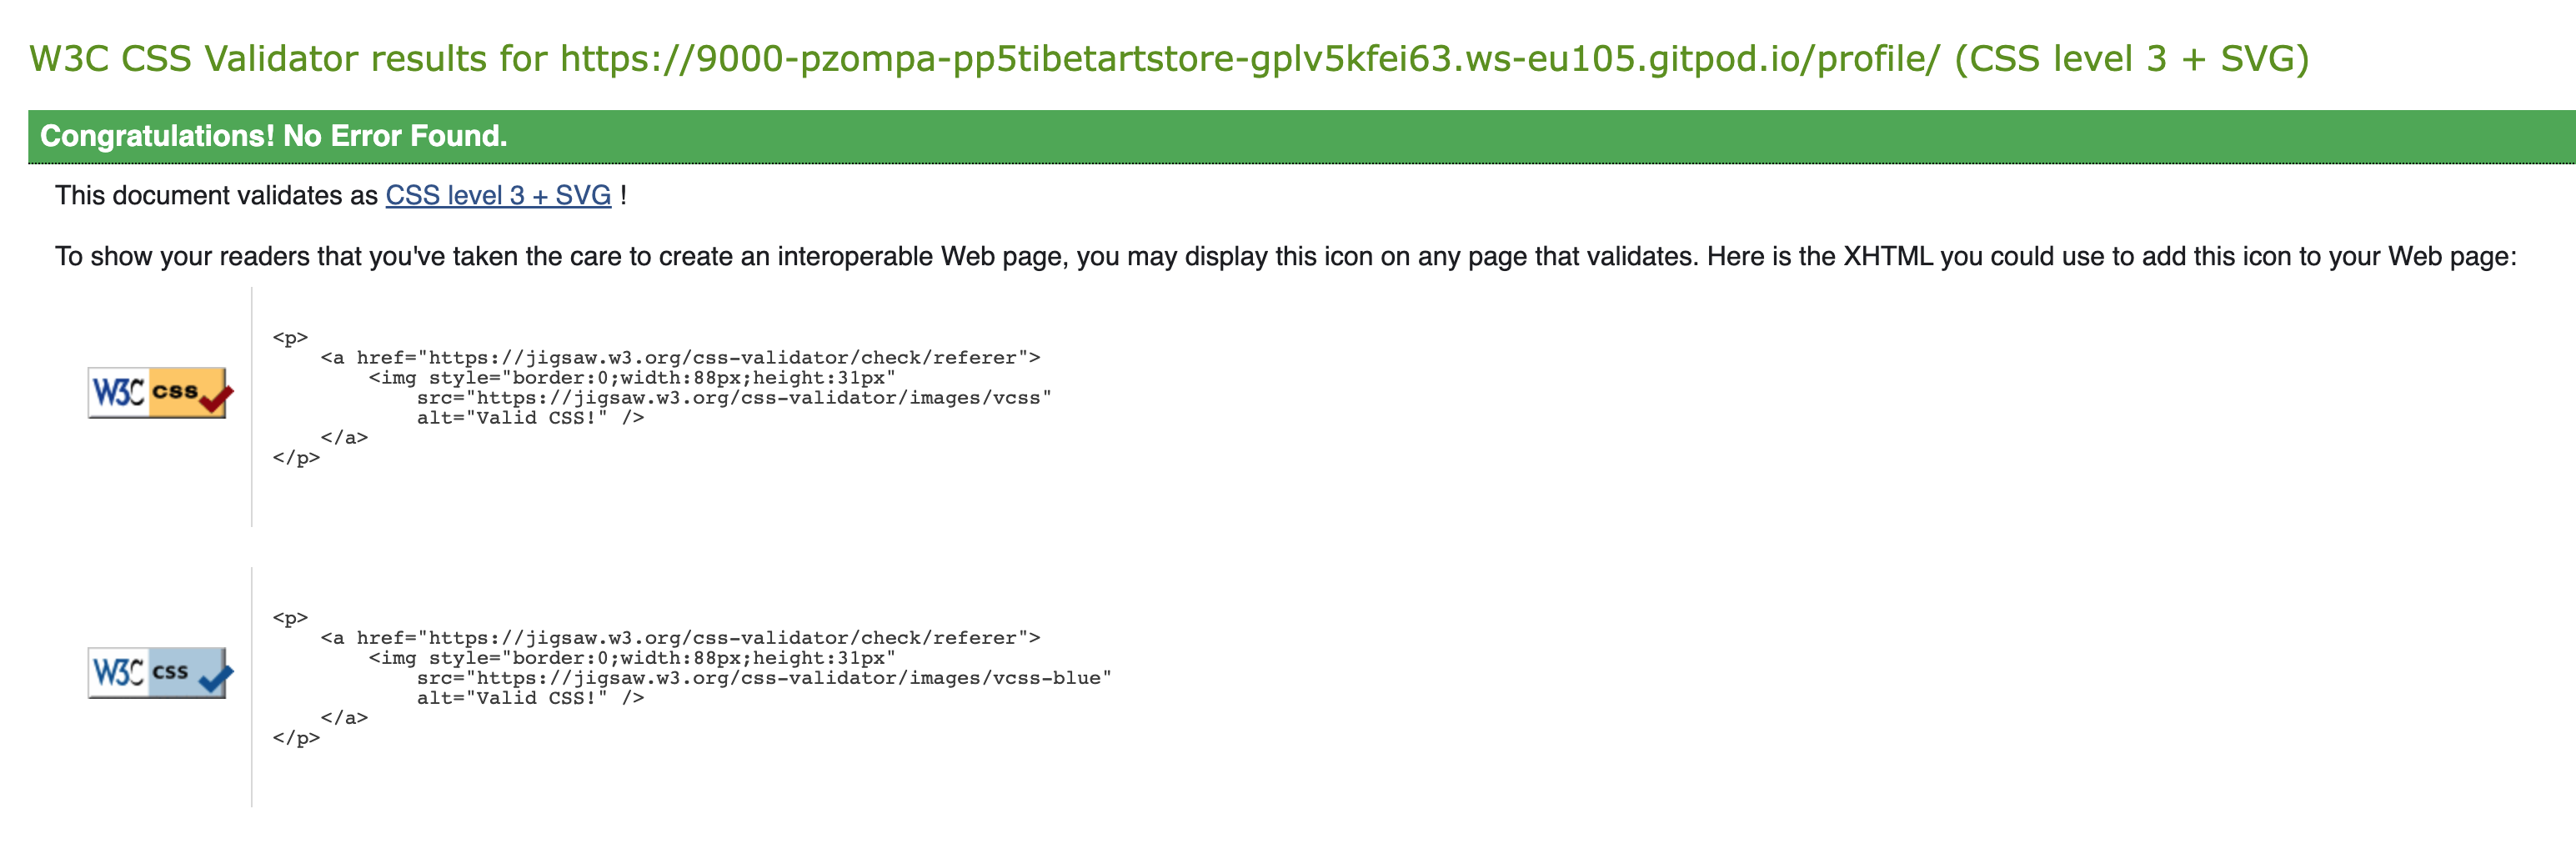 W3C CSS Validator results for https://9000-pzompa-pp5tibetartstore-gplv5kfei63.ws-eu105.gitpod.io/profile/ (CSS level 3 + SVG)
Congratulations! No Error Found.
This document validates as CSS level 3 + SVG !
To show your readers that you've taken the care to create an interoperable Web page, you may display this icon on any page that validates. Here is the XHTML you could use to add this icon to your Web page:
W3C css
<p>
    <a href="https://jigsaw.w3.org/css-validator/check/referer">
        <img style="border:0;width:88px;height:31px"
            src="https://jigsaw.w3.org/css-validator/images/vcss"
            alt="Valid CSS!" />
    </a>
</p>
W3C css
<p>
    <a href="https://jigsaw.w3.org/css-validator/check/referer">
        <img style="border:0;width:88px;height:31px"
            src="https://jigsaw.w3.org/css-validator/images/vcss-blue"
            alt="Valid CSS!" />
    </a>
</p>